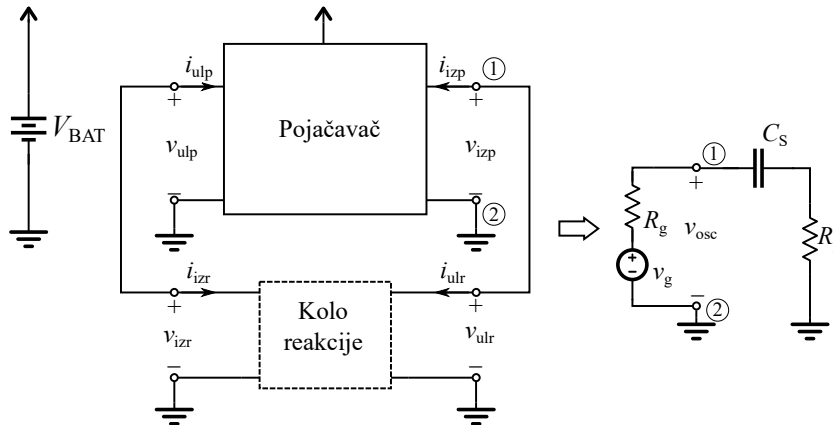 i_ulp
i_izp
①
+
+
V_BAT
Pojačavač
v_ulp
v_izp
C_S
①
−
−
+
②
R_g
v_osc
R
i_izr
i_ulr
+
−
v_g
+
+
Kolo
reakcije
−
②
v_izr
v_ulr
−
−